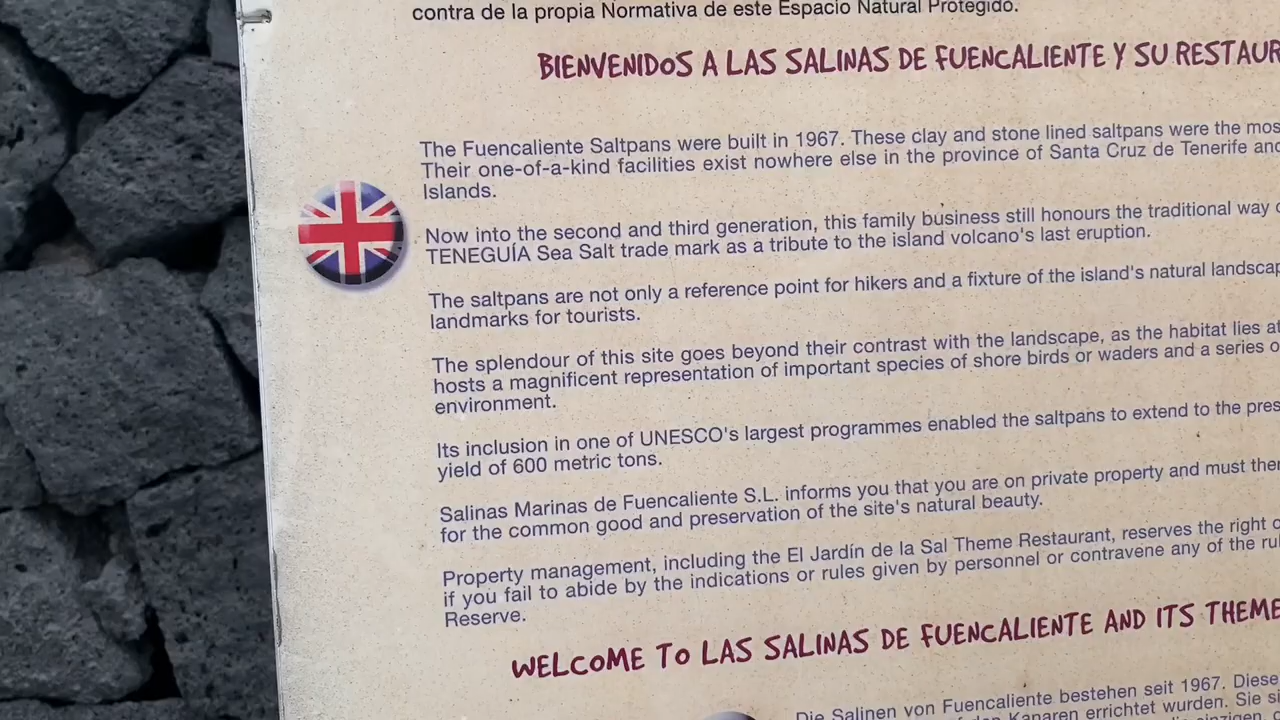 contra de la propia Normativa de este Espacio Natural Protegido.
BIENVENIDOS A LAS SALINAS DE FUENCALIENTE Y SU RESTAUR
The Fuencaliente Saltpans were built in 1967. These clay and stone lined saltpans were the mos
Their one-of-a-kind facilities exist nowhere else in the province of Santa Cruz de Tenerife and
Islands.
Now into the second and third generation, this family business still honours the traditional way
TENEGUÍA Sea Salt trade mark as a tribute to the island volcano's last eruption.
The saltpans are not only a reference point for hikers and a fixture of the island's natural landscap
landmarks for tourists.
The splendour of this site goes beyond their contrast with the landscape, as the habitat lies at
hosts a magnificent representation of important species of shore birds or waders and a series o
environment.
Its inclusion in one of UNESCO's largest programmes enabled the saltpans to extend to the pres
yield of 600 metric tons.
Salinas Marinas de Fuencaliente S.L. informs you that you are on private property and must ther
for the common good and preservation of the site's natural beauty.
Property management, including the El Jardín de la Sal Theme Restaurant, reserves the right o
if you fail to abide by the indications or rules given by personnel or contravene any of the rul
Reserve.
WELCOME TO LAS SALINAS DE FUENCALIENTE AND ITS THEME
Die Salinen von Fuencaliente bestehen seit 1967. Diese
den Kanaren errichtet wurden. Sie si